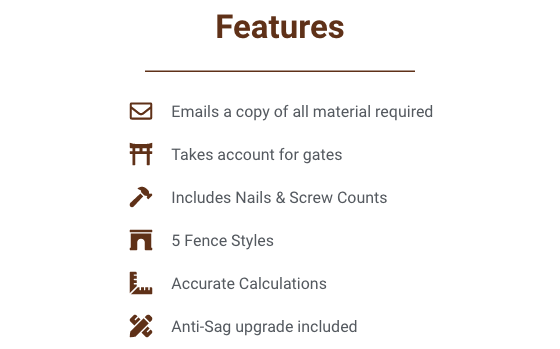 Features
Emails a copy of all material required
Takes account for gates
Includes Nails & Screw Counts
5 Fence Styles
Accurate Calculations
Anti-Sag upgrade included